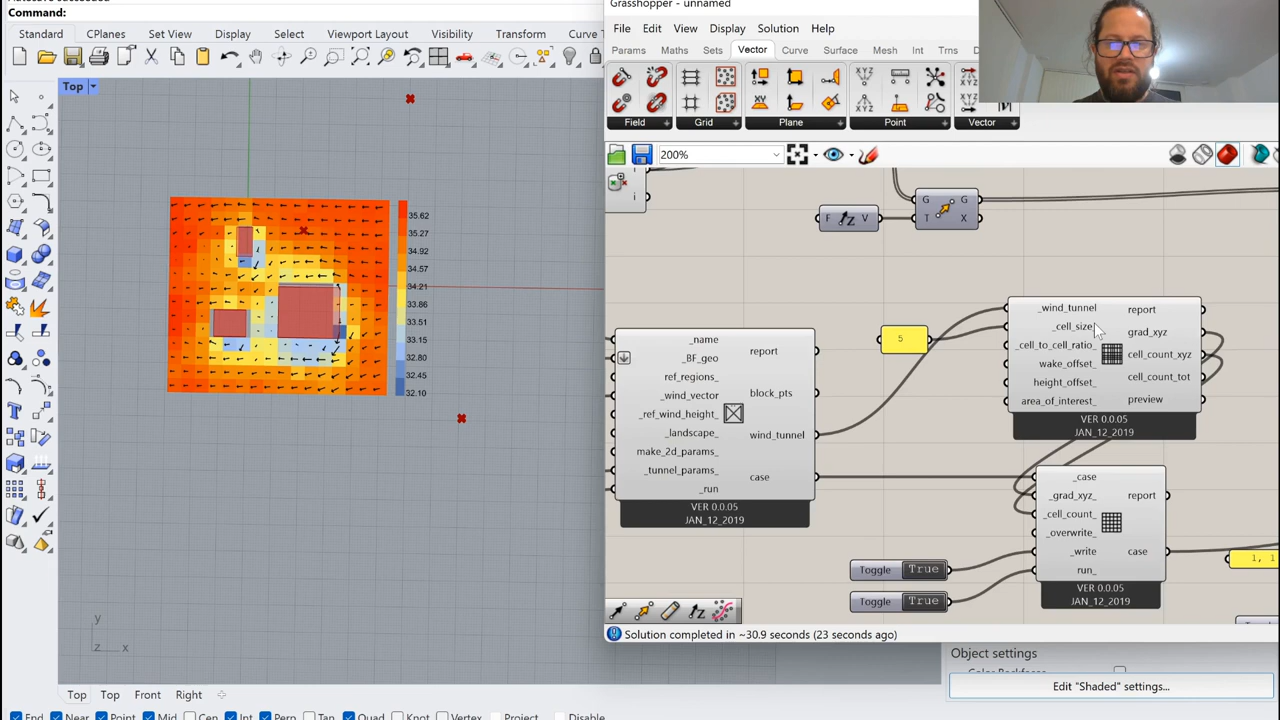 Command:
Standard CPlanes Set View Display Select Viewport Layout Visibility Transform Curve T
Top
35.62
35.27
34.92
34.57
34.21
33.86
33.51
33.15
32.80
32.45
32.10
y
z x
Top Top Front Right
End Near Point Mid Cen Int Perp Tan Quad Knot Vertex Project Disable
Grasshopper - unnamed
File Edit View Display Solution Help
Params Maths Sets Vector Curve Surface Mesh Int Trns
Field Grid Plane Point Vector
200%
i
i
F V
G G
T X
_name
_BF_geo
ref_regions_
_wind_vector
_ref_wind_height_
_landscape_
make_2d_params_
_tunnel_params_
_run
report
block_pts
wind_tunnel
case
VER 0.0.05
JAN_12_2019
5
_wind_tunnel
_cell_size_
_cell_to_cell_ratio_
wake_offset_
height_offset_
area_of_interest_
report
grad_xyz
cell_count_xyz
cell_count_tot
preview
VER 0.0.05
JAN_12_2019
_case
_grad_xyz_
_cell_count_
_overwrite_
_write
run_
report
case
VER 0.0.05
JAN_12_2019
Toggle True
Toggle True
1, 1
Solution completed in ~30.9 seconds (23 seconds ago)
Object settings
Edit "Shaded" settings...